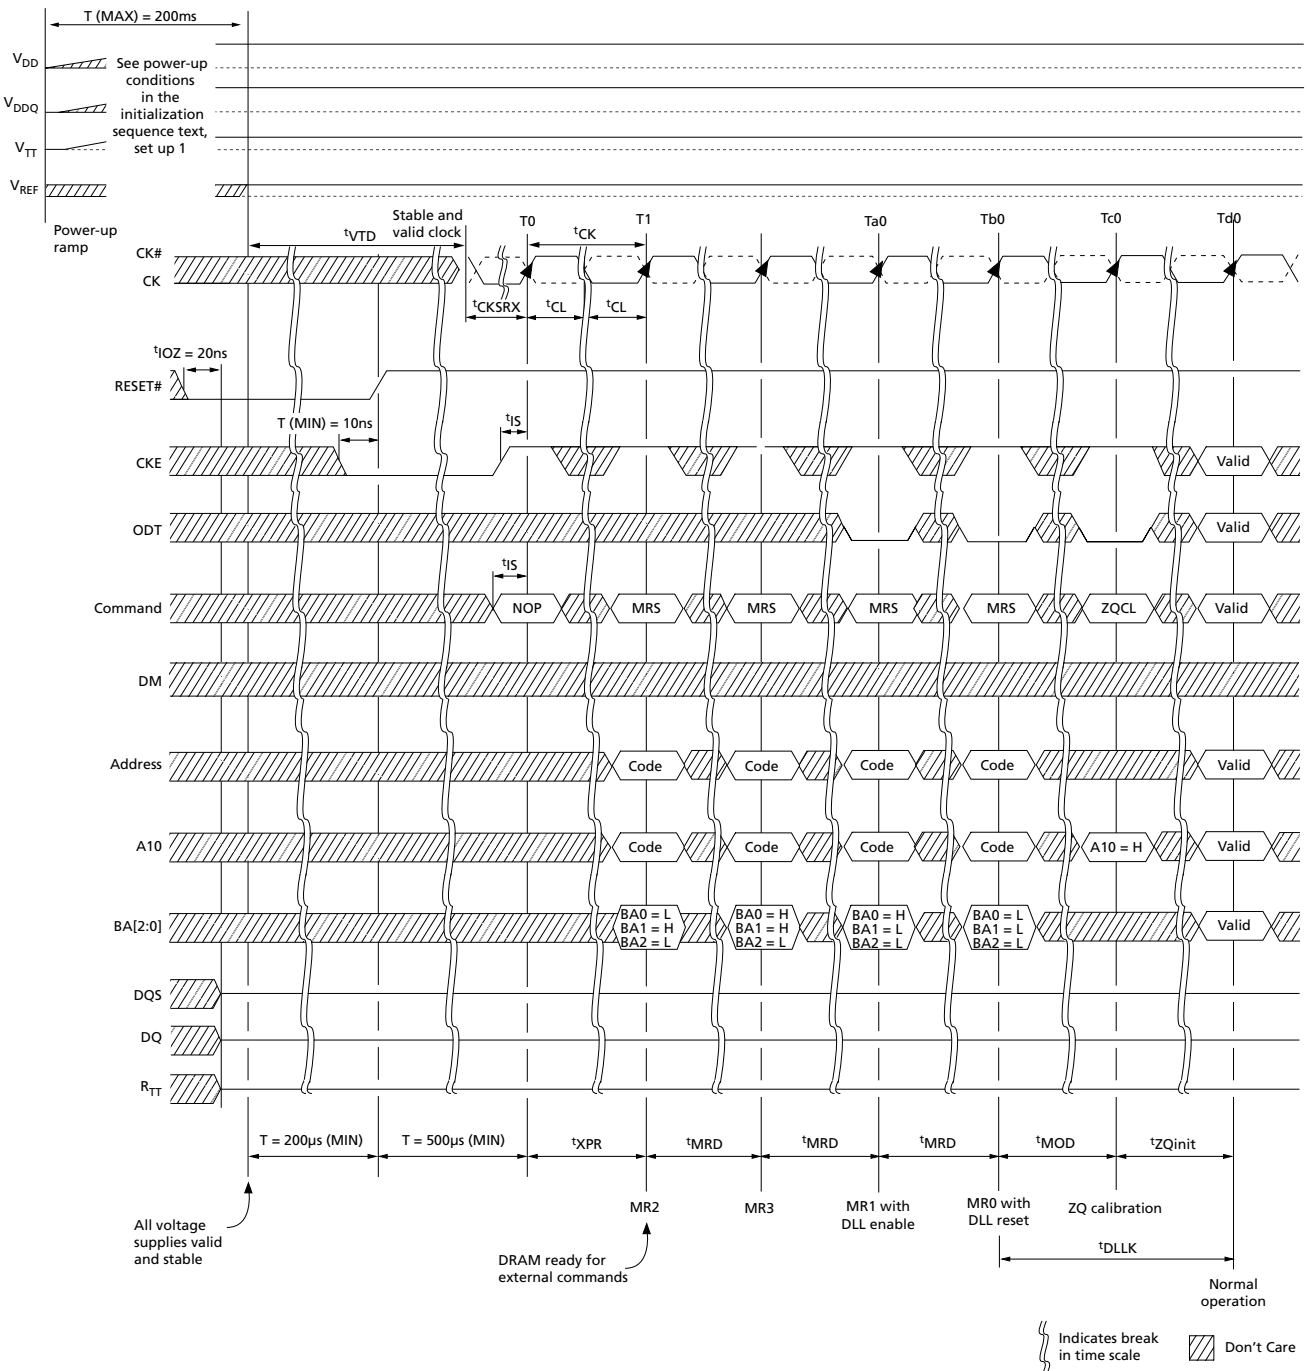 T (MAX) = 200ms
VDD
See power-up
conditions
in the
initialization
sequence text,
set up 1
VDDQ
VTT
VREF
Power-up
ramp
tVTD
Stable and
valid clock
T0
T1
Ta0
Tb0
Tc0
Td0
tCK
CK#
CK
tCKSRX
tCL
tCL
tIOZ = 20ns
RESET#
T (MIN) = 10ns
tIS
CKE
Valid
ODT
Valid
tIS
Command
NOP
MRS
MRS
MRS
MRS
ZQCL
Valid
DM
Address
Code
Code
Code
Code
Valid
A10
Code
Code
Code
Code
A10 = H
Valid
BA[2:0]
BA0 = L
BA1 = H
BA2 = L
BA0 = H
BA1 = H
BA2 = L
BA0 = H
BA1 = L
BA2 = L
BA0 = L
BA1 = L
BA2 = L
Valid
DQS
DQ
RTT
T = 200µs (MIN)
T = 500µs (MIN)
tXPR
tMRD
tMRD
tMRD
tMOD
tZQinit
MR2
MR3
MR1 with
DLL enable
MR0 with
DLL reset
ZQ calibration
All voltage
supplies valid
and stable
DRAM ready for
external commands
tDLLK
Normal
operation
Indicates break
in time scale
Don't Care